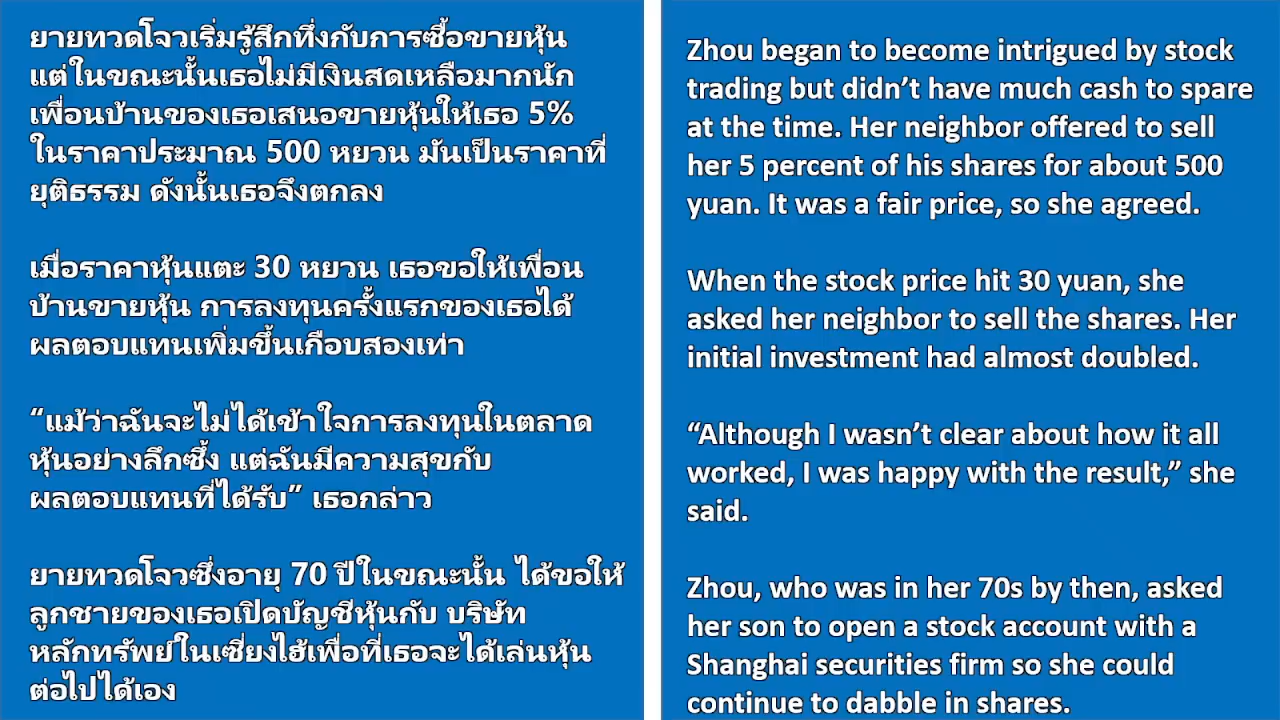 ยายทวดโจวเริ่มรู้สึกทึ่งกับการซื้อขายหุ้น
แต่ในขณะนั้นเธอไม่มีเงินสดเหลือมากนัก
เพื่อนบ้านของเธอเสนอขายหุ้นให้เธอ 5%
ในราคาประมาณ 500 หยวน มันเป็นราคาที่
ยุติธรรม ดังนั้นเธอจึงตกลง
เมื่อราคาหุ้นแตะ 30 หยวน เธอขอให้เพื่อน
บ้านขายหุ้น การลงทุนครั้งแรกของเธอได้
ผลตอบแทนเพิ่มขึ้นเกือบสองเท่า
“แม้ว่าฉันจะไม่ได้เข้าใจการลงทุนในตลาด
หุ้นอย่างลึกซึ้ง แต่ฉันมีความสุขกับ
ผลตอบแทนที่ได้รับ” เธอกล่าว
ยายทวดโจวซึ่งอายุ 70 ปีในขณะนั้น ได้ขอให้
ลูกชายของเธอเปิดบัญชีหุ้นกับ บริษัท
หลักทรัพย์ในเซี่ยงไฮ้เพื่อที่เธอจะได้เล่นหุ้น
ต่อไปได้เอง
Zhou began to become intrigued by stock
trading but didn’t have much cash to spare
at the time. Her neighbor offered to sell
her 5 percent of his shares for about 500
yuan. It was a fair price, so she agreed.
When the stock price hit 30 yuan, she
asked her neighbor to sell the shares. Her
initial investment had almost doubled.
“Although I wasn’t clear about how it all
worked, I was happy with the result,” she
said.
Zhou, who was in her 70s by then, asked
her son to open a stock account with a
Shanghai securities firm so she could
continue to dabble in shares.